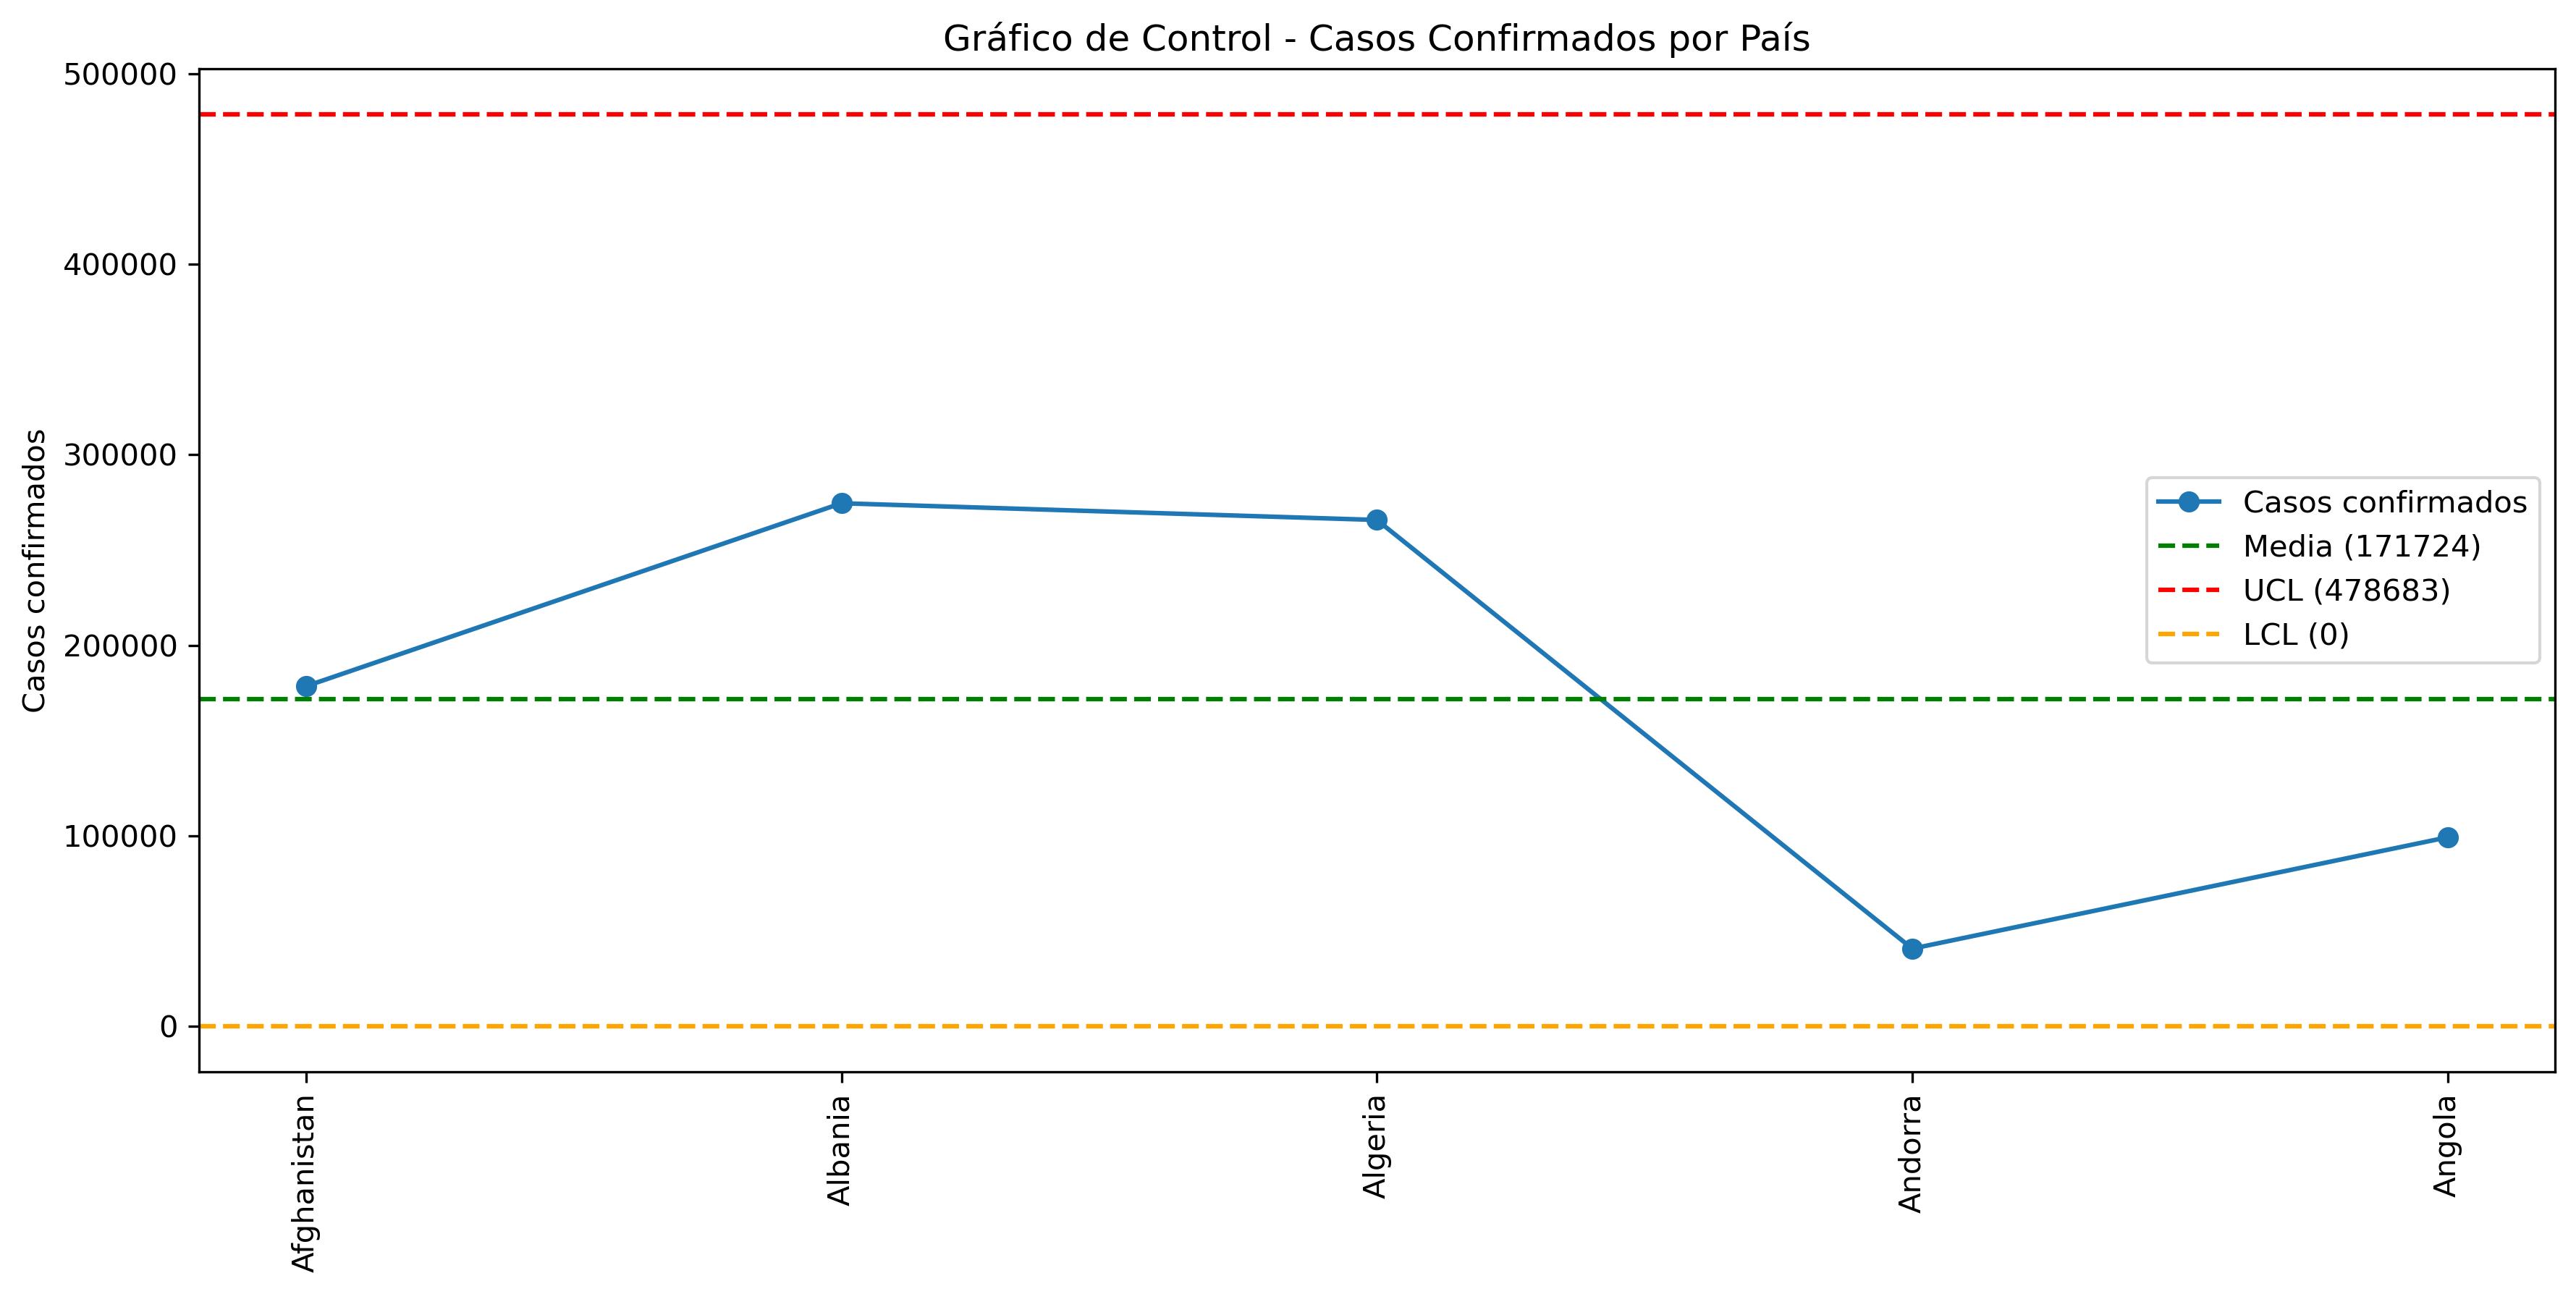 Gráfico de Control - Casos Confirmados por País
Casos confirmados
500000
400000
300000
200000
100000
0
Casos confirmados
Media (171724)
UCL (478683)
LCL (0)
Afghanistan
Albania
Algeria
Andorra
Angola